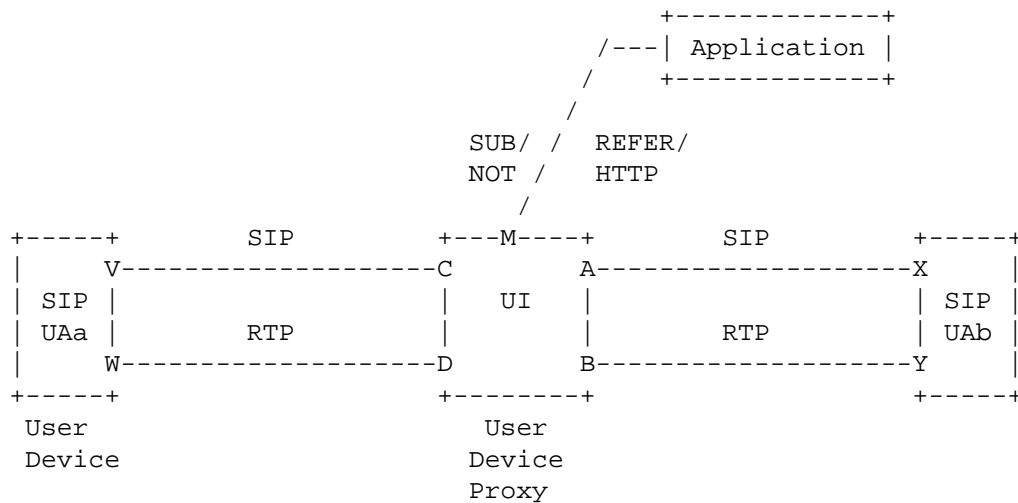 +-------------+
                                        /---| Application |
                                       /     +-------------+
                                      /
                               SUB/  /  REFER/
                               NOT  /   HTTP
                                   /
+-----+         SIP          +---M----+         SIP           +-----+
|     V----------------------C        A-----------------------X     |
| SIP |                      |   UI   |                       | SIP |
| UAa |         RTP          |        |         RTP           | UAb |
|     W----------------------D        B-----------------------Y     |
+-----+                      +--------+                       +-----+
 User                           User
 Device                        Device
                               Proxy